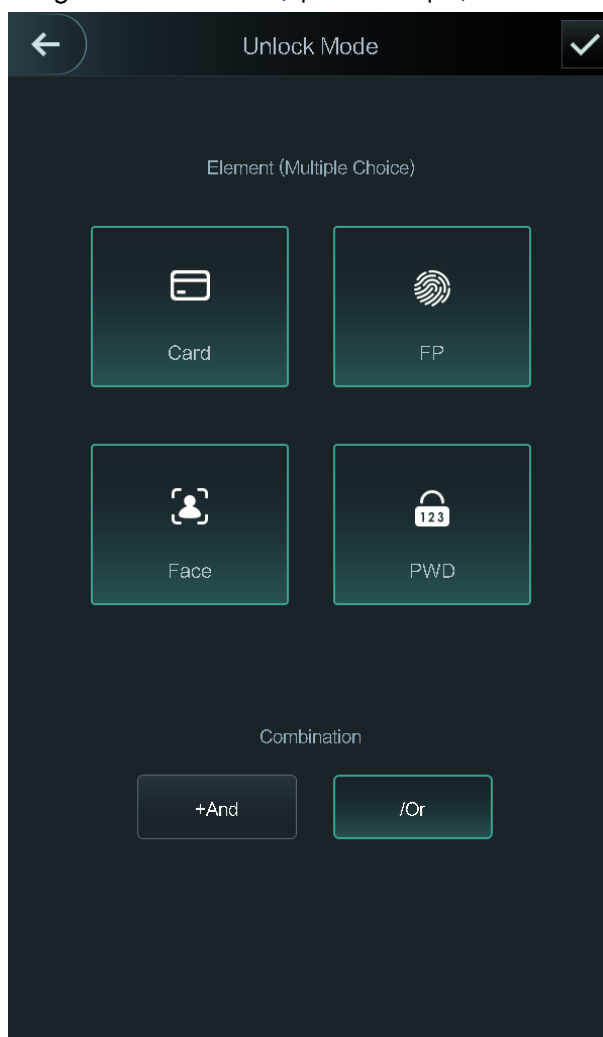 Unlock Mode
Element (Multiple Choice)
Card
FP
123
Face
PWD
Combination
+And
/Or